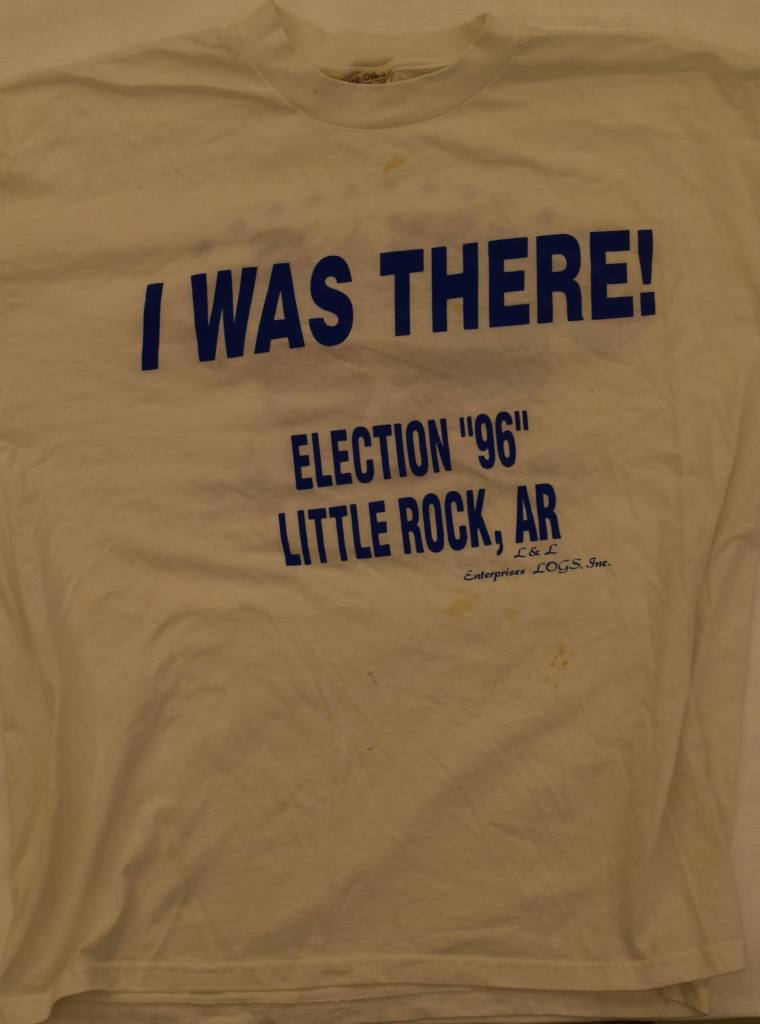 I WAS THERE!
ELECTION "96"
LITTLE ROCK, AR
L & L
Enterprises LOGS, Inc.